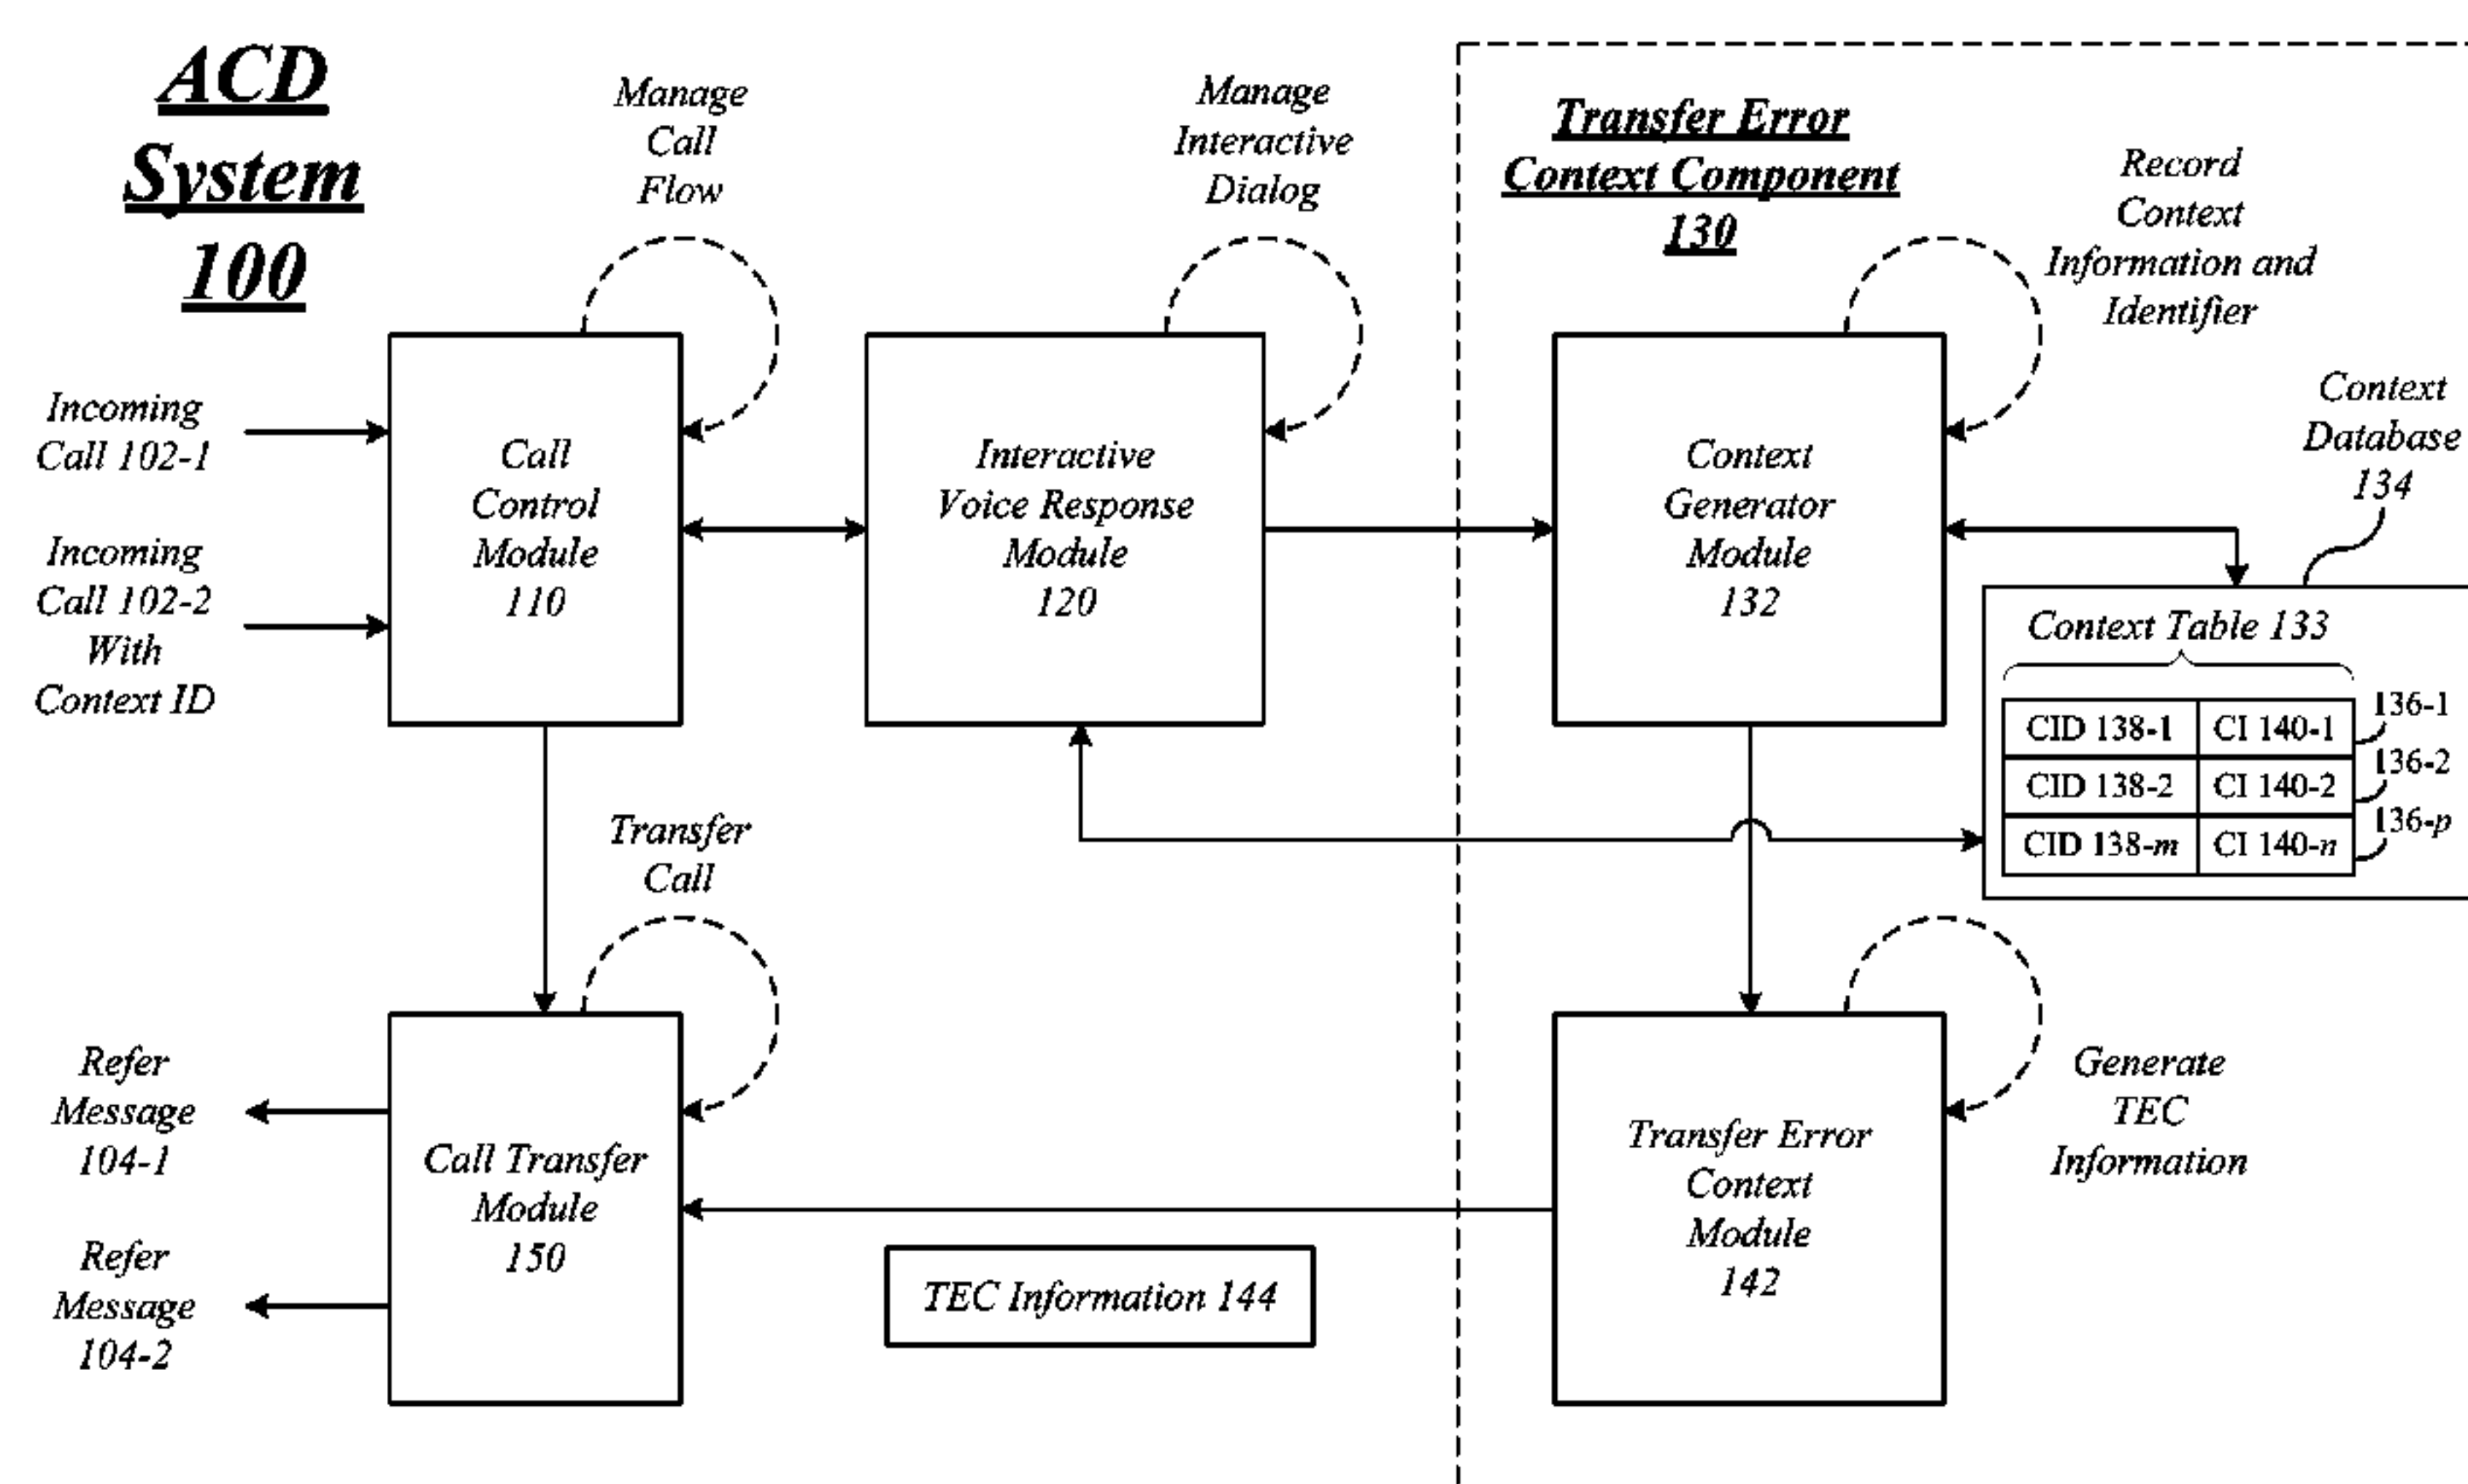 ACD
System
100
Manage
Call
Flow
Manage
Interactive
Dialog
Transfer Error
Context Component
130
Record
Context
Information and
Identifier
Incoming
Call 102-1
Incoming
Call 102-2
With
Context ID
Call
Control
Module
110
Interactive
Voice Response
Module
120
Context
Generator
Module
132
Context
Database
134
Context Table 133
CID 138-1 CI 140-1 136-1
CID 138-2 CI 140-2 136-2
CID 138-m CI 140-n 136-p
Transfer
Call
Refer
Message
104-1
Refer
Message
104-2
Call Transfer
Module
150
TEC Information 144
Transfer Error
Context
Module
142
Generate
TEC
Information